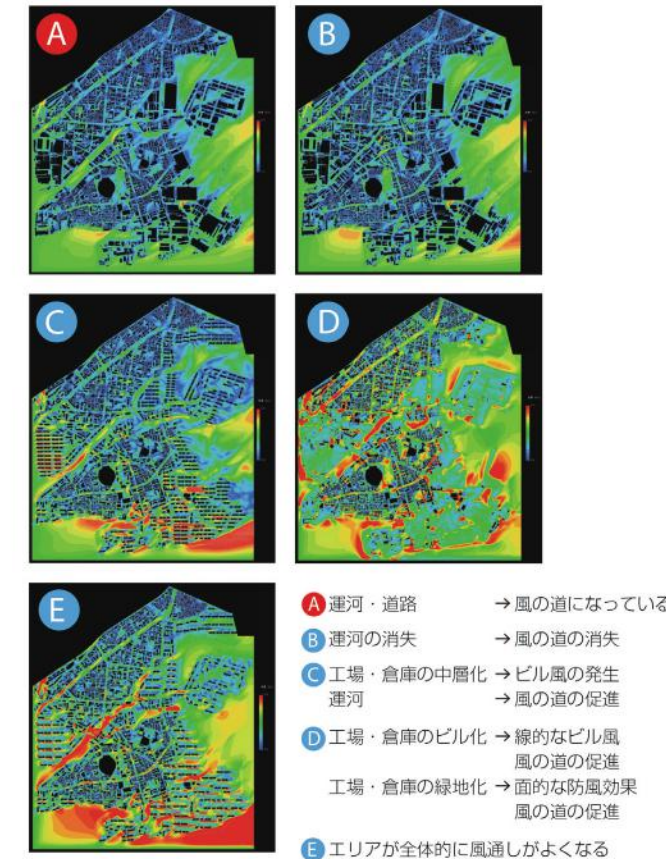 A
B
C
D
E
A 運河・道路 → 風の道になっている
B 運河の消失 → 風の道の消失
C 工場・倉庫の中層化 → ビル風の発生
運河 → 風の道の促進
D 工場・倉庫のビル化 → 線的なビル風
風の道の促進
工場・倉庫の緑地化 → 面的な防風効果
風の道の促進
E エリアが全体的に風通しがよくなる